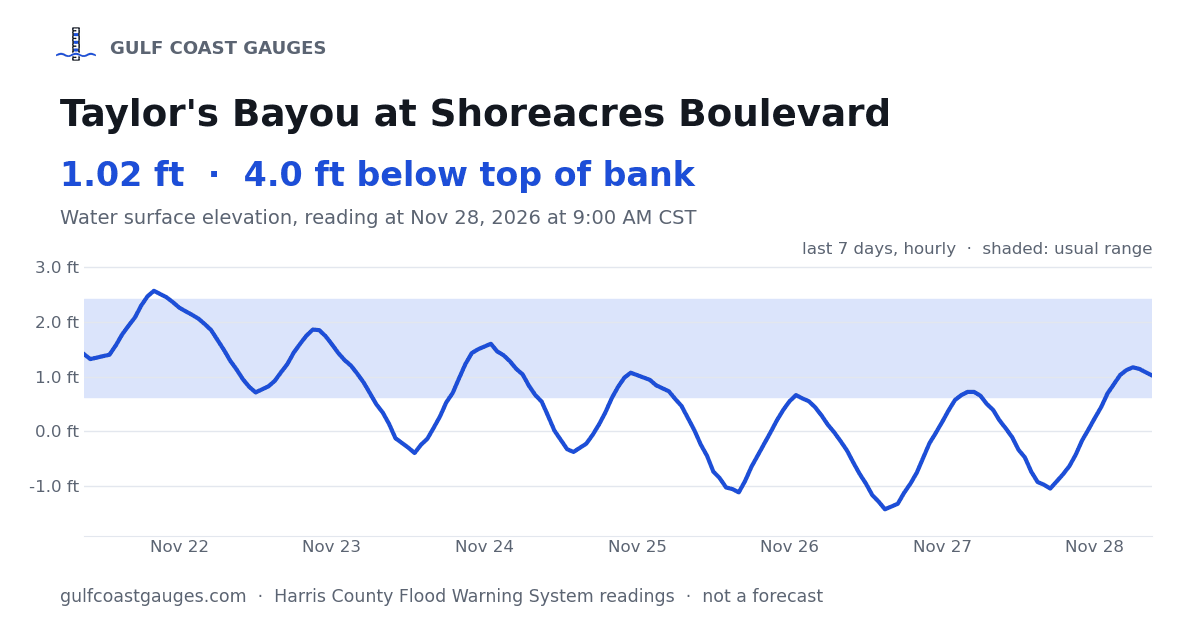 GULF COAST GAUGES
Taylor's Bayou at Shoreacres Boulevard
1.02 ft · 4.0 ft below top of bank
Water surface elevation, reading at Nov 28, 2026 at 9:00 AM CST
last 7 days, hourly · shaded: usual range
3.0 ft
2.0 ft
1.0 ft
0.0 ft
-1.0 ft
Nov 22 Nov 23 Nov 24 Nov 25 Nov 26 Nov 27 Nov 28
gulfcoastgauges.com · Harris County Flood Warning System readings · not a forecast